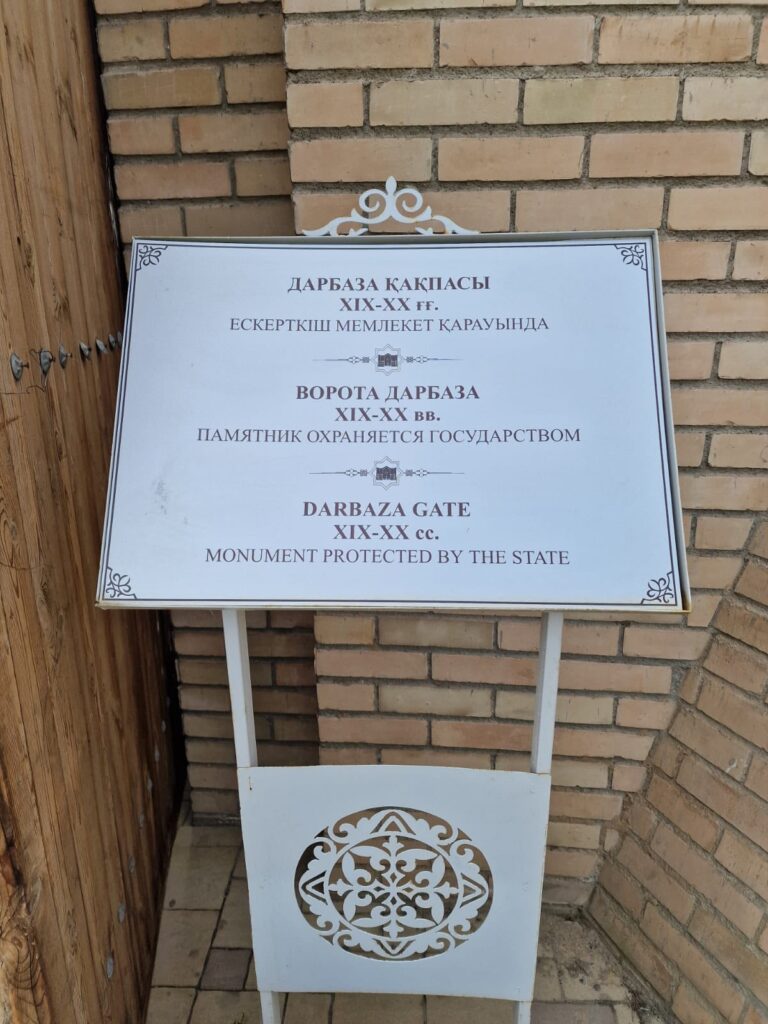 ДАРБАЗА ҚАҚПАСЫ
XIX-XX ғғ.
ЕСКЕРТКІШ МЕМЛЕКЕТ ҚАРАУЫНДА
ВОРОТА ДАРБАЗА
XIX-XX вв.
ПАМЯТНИК ОХРАНЯЕТСЯ ГОСУДАРСТВОМ
DARBAZA GATE
XIX-XX cc.
MONUMENT PROTECTED BY THE STATE